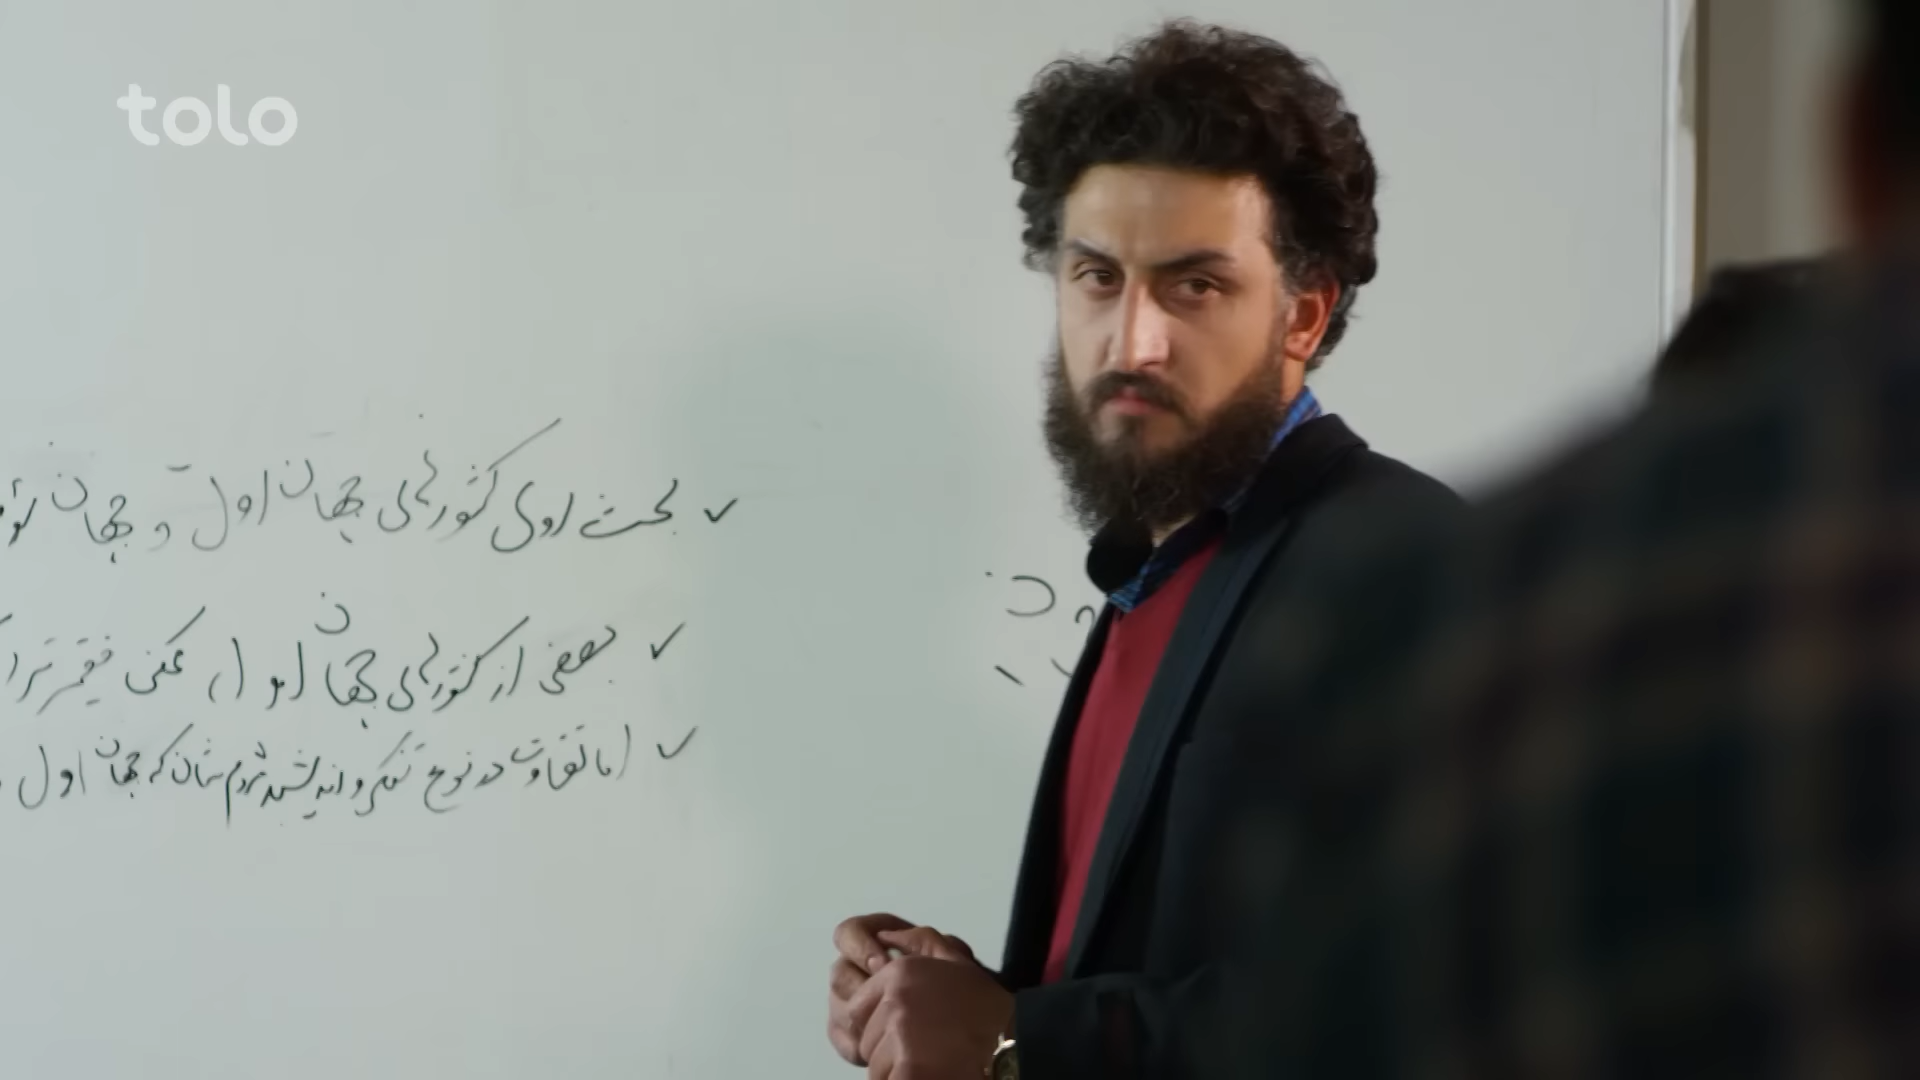 tolo
بحث روی کشورهای جهان اول و جهان
بعضی از کشورهای جهان اول، حتی فقیرتر
اما تفاوت در نوع تفکر و اندیشه مردم شان که جهان اول